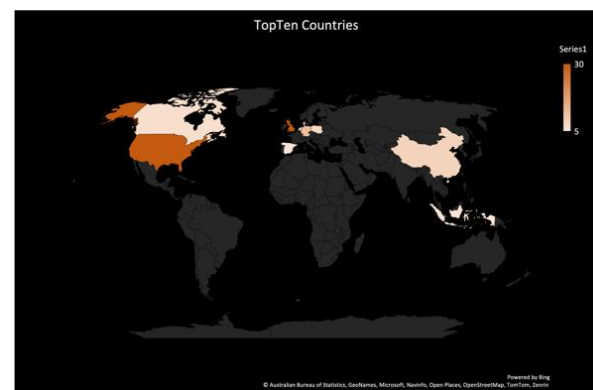 TopTen Countries
Series1
30
5
Powered by Bing
© Australian Bureau of Statistics, GeoNames, Microsoft, Navinfo, Open Places, OpenStreetMap, TomTom, Zenrin